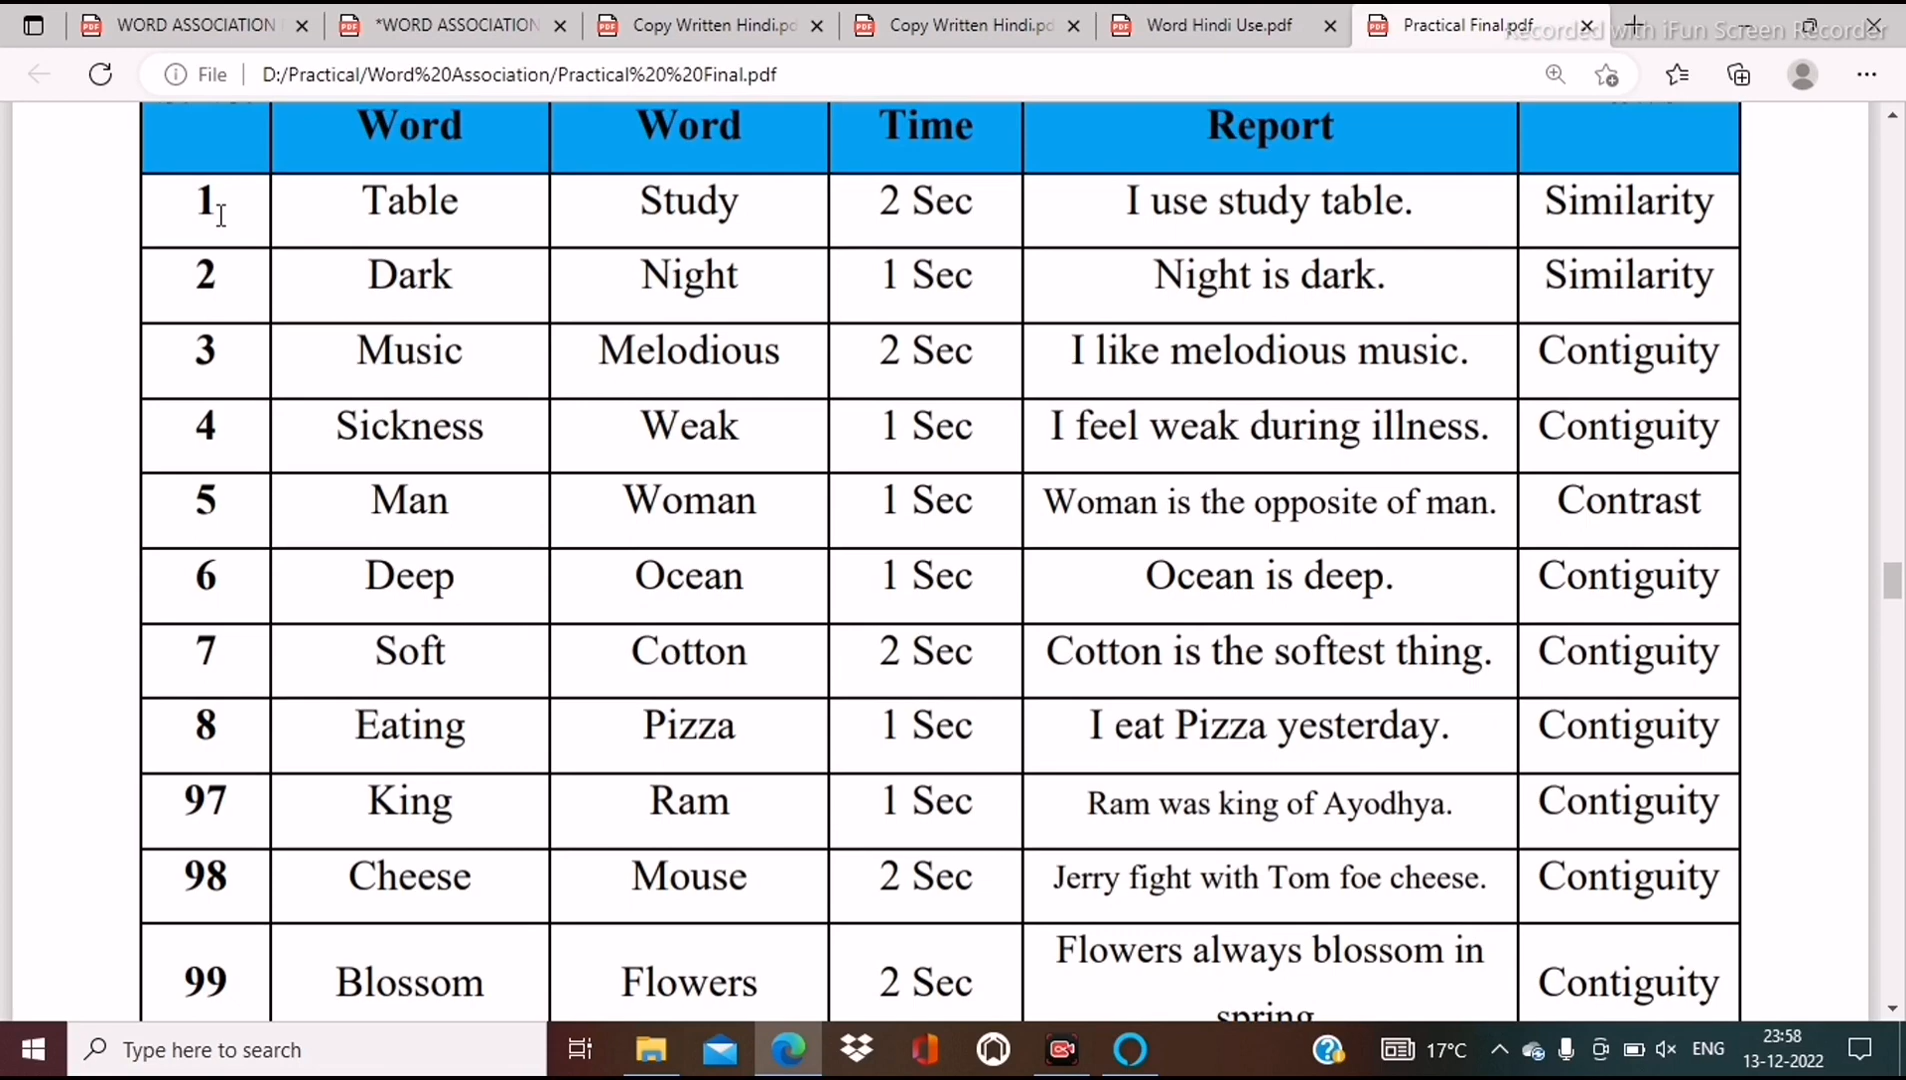 WORD ASSOCIATION
*WORD ASSOCIATION
Copy Written Hindi.pd
Copy Written Hindi.pd
Word Hindi Use.pdf
Practical Final.pdf
Recorded with iFun Screen Recorder
File D:/Practical/Word%20Association/Practical%20%20Final.pdf
Word Word Time Report
1 Table Study 2 Sec I use study table. Similarity
2 Dark Night 1 Sec Night is dark. Similarity
3 Music Melodious 2 Sec I like melodious music. Contiguity
4 Sickness Weak 1 Sec I feel weak during illness. Contiguity
5 Man Woman 1 Sec Woman is the opposite of man. Contrast
6 Deep Ocean 1 Sec Ocean is deep. Contiguity
7 Soft Cotton 2 Sec Cotton is the softest thing. Contiguity
8 Eating Pizza 1 Sec I eat Pizza yesterday. Contiguity
97 King Ram 1 Sec Ram was king of Ayodhya. Contiguity
98 Cheese Mouse 2 Sec Jerry fight with Tom foe cheese. Contiguity
99 Blossom Flowers 2 Sec Flowers always blossom in Contiguity
spring
Type here to search
17°C ENG 23:58
13-12-2022